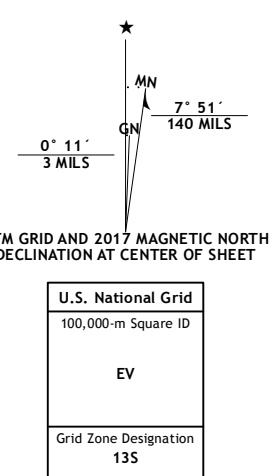 ★
MN
GN
7° 51´
140 MILS
0° 11´
3 MILS
TM GRID AND 2017 MAGNETIC NORTH
DECLINATION AT CENTER OF SHEET
U.S. National Grid
100,000-m Square ID
EV
Grid Zone Designation
13S